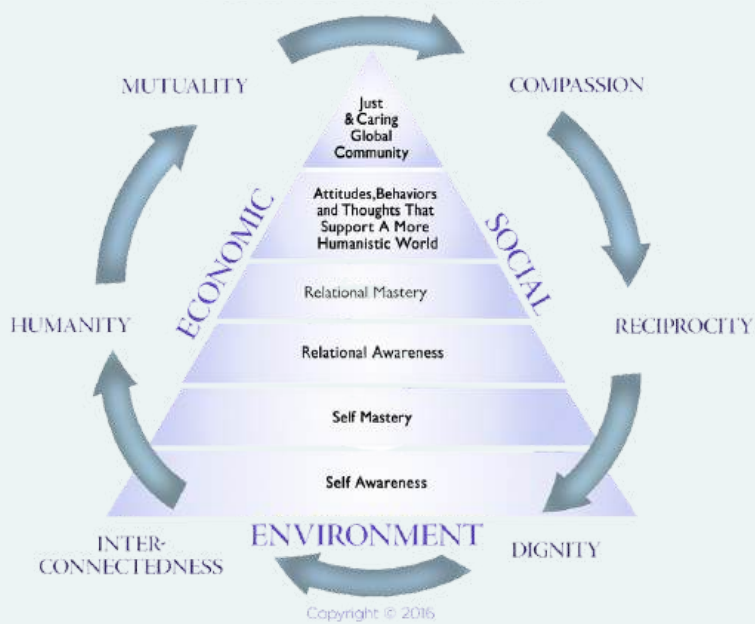 MUTUALITY
COMPASSION
Just
& Caring
Global
Community
Attitudes,Behaviors
and Thoughts That
Support A More
Humanistic World
ECONOMIC
SOCIAL
Relational Mastery
HUMANITY
RECIPROCITY
Relational Awareness
Self Mastery
Self Awareness
ENVIRONMENT
INTER-
CONNECTEDNESS
DIGNITY
Copyright © 2016